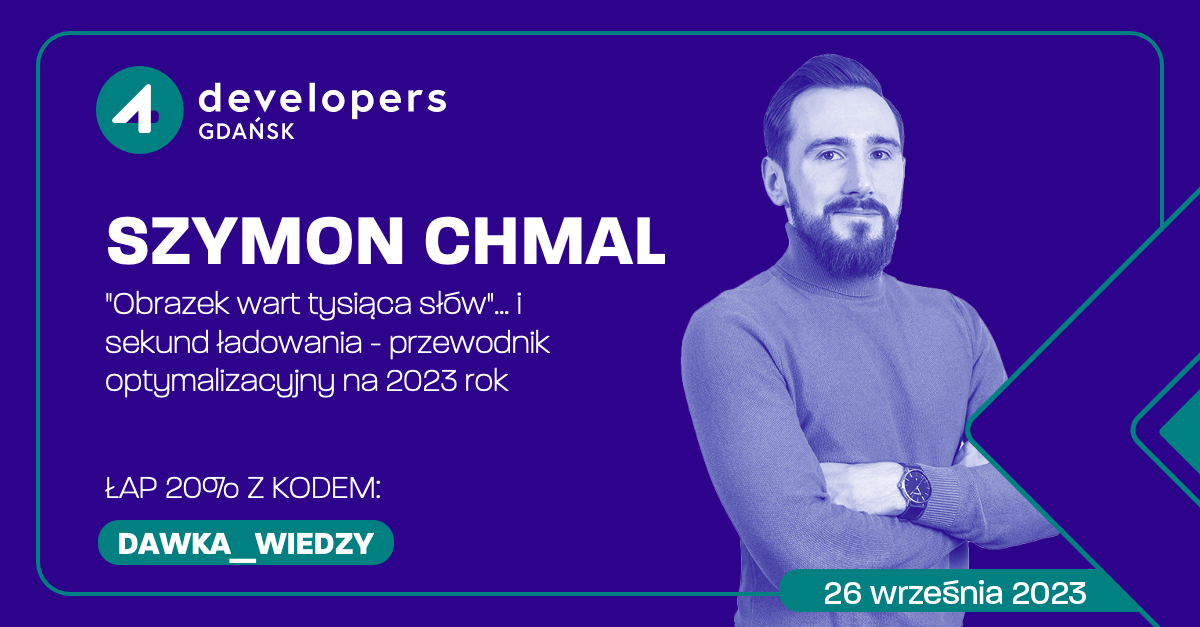 4developers
GDAŃSK
SZYMON CHMAL
"Obrazek wart tysiąca słów"... i
sekund ładowania - przewodnik
optymalizacyjny na 2023 rok
ŁAP 20% Z KODEM:
DAWKA_WIEDZY
26 września 2023